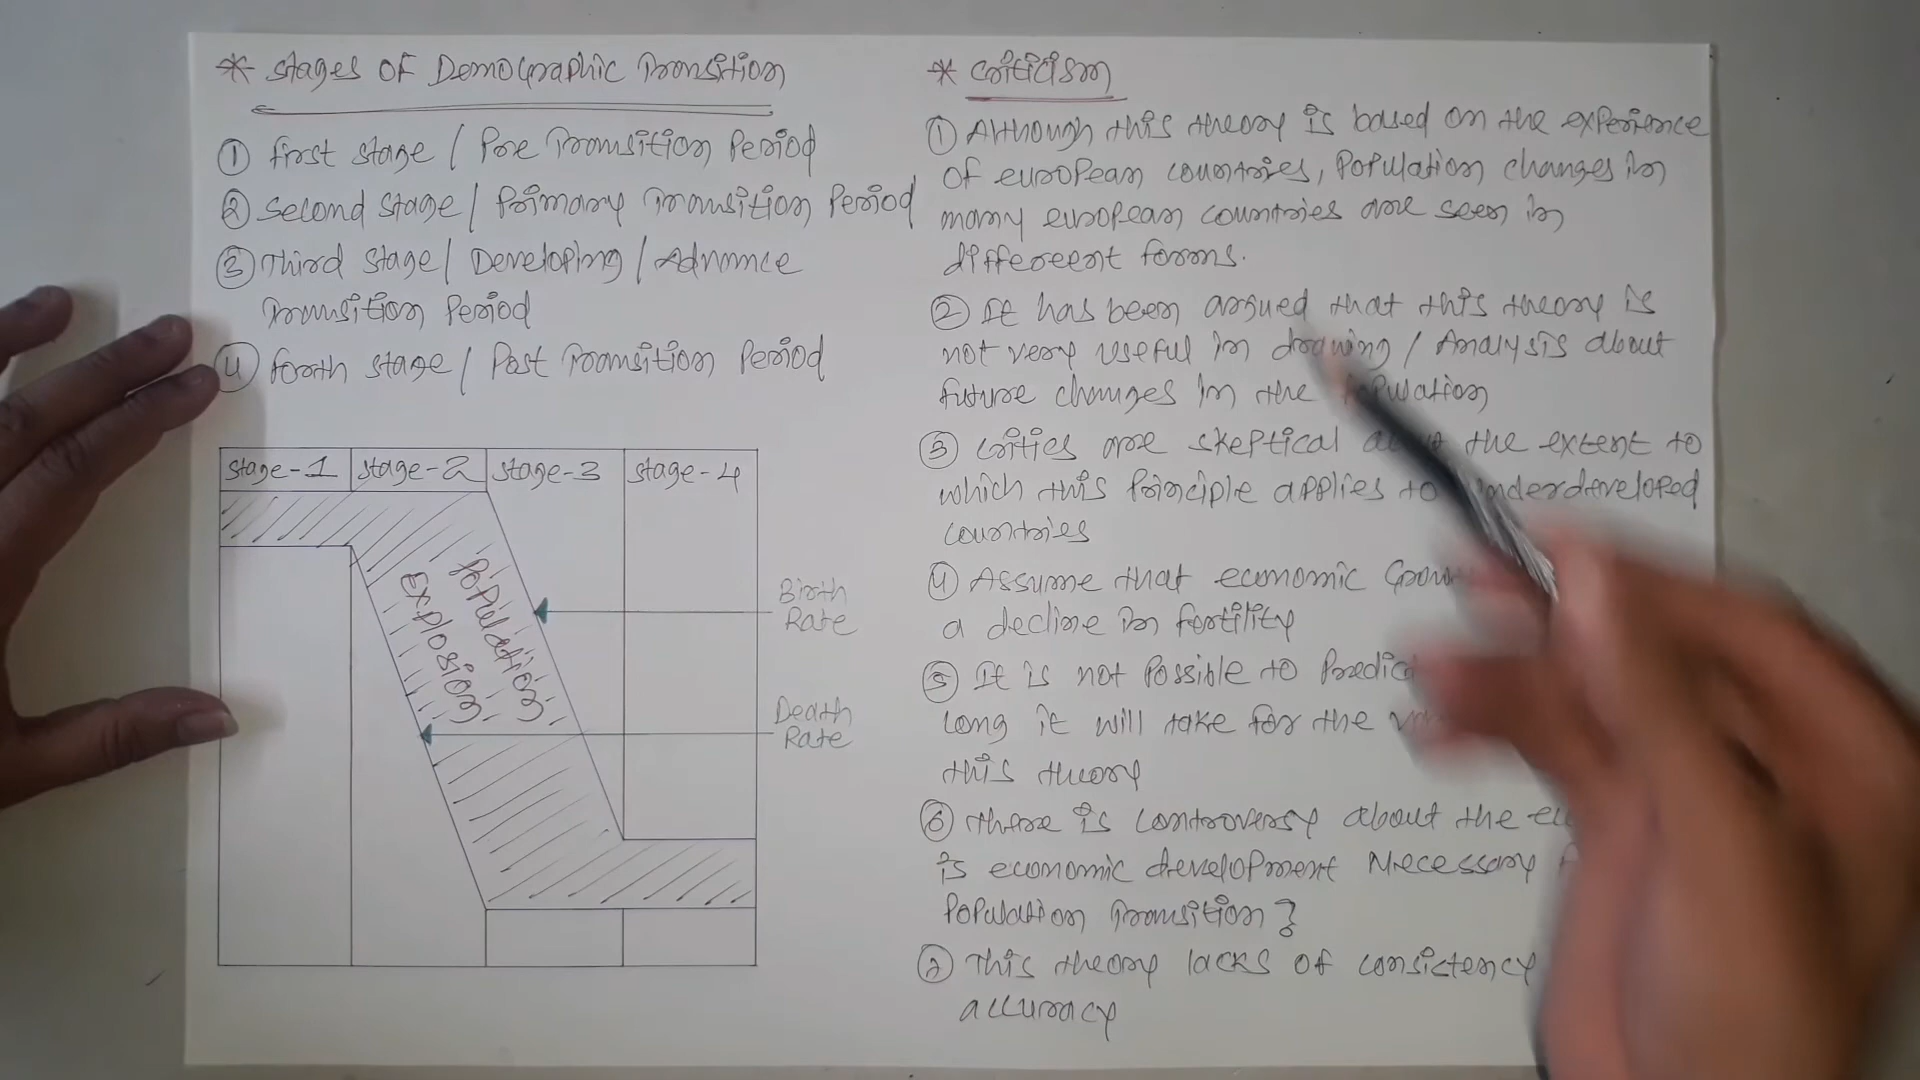 * Stages of Demographic Transition
① First stage / Pre Transition Period
② Second Stage / Primary Transition Period
③ Third Stage / Developing / Advance
Transition Period
④ Forth Stage / Post Transition Period
Stage-1 Stage-2 Stage-3 Stage-4
Population
Explosion
Birth
Rate
Death
Rate
* Criticism
① Although this theory is based on the experience
of european countries, Population changes in
many european countries are seen in
differeent forms.
② It has been argued that this theory is
not very useful in drawing / Analysis about
future changes in the Population
③ Critics are skeptical the extent to
which this Principle applies to underdeveloped
countries
④ Assume that economic
a decline in fertility
⑤ It is not Possible to
long it will take for the
this theory
⑥ There is controversy about the
is economic development Necessary
Population Transition?
⑦ This theory lacks of consistency
accuracy